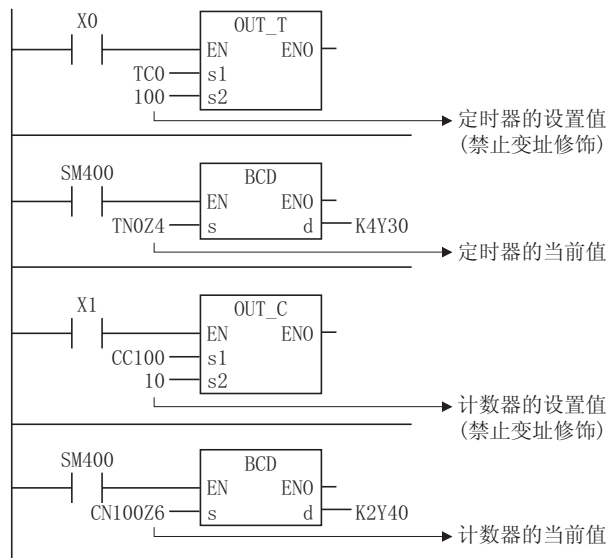 X0
OUT_T
EN ENO
TC0 s1
100 s2
定时器的设置值
(禁止变址修饰)
SM400
BCD
EN ENO
TN0Z4 s d K4Y30
定时器的当前值
X1
OUT_C
EN ENO
CC100 s1
10 s2
计数器的设置值
(禁止变址修饰)
SM400
BCD
EN ENO
CN100Z6 s d K2Y40
计数器的当前值